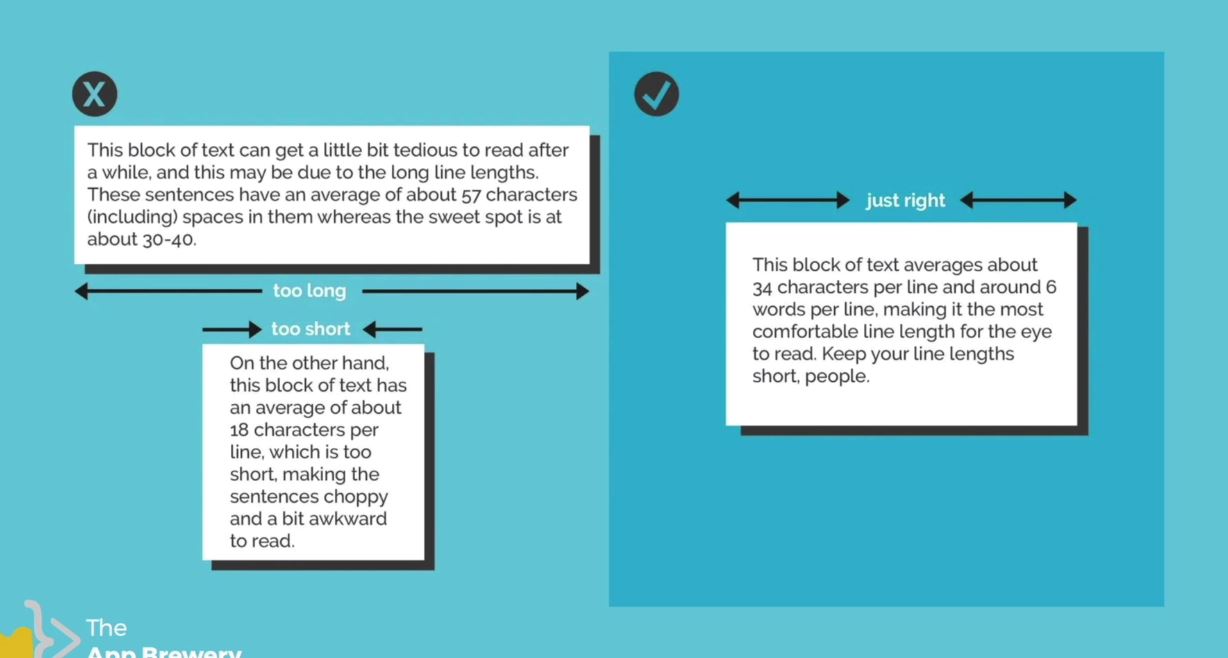 X
This block of text can get a little bit tedious to read after
a while, and this may be due to the long line lengths.
These sentences have an average of about 57 characters
(including) spaces in them whereas the sweet spot is at
about 30-40.
too long
too short
On the other hand,
this block of text has
an average of about
18 characters per
line, which is too
short, making the
sentences choppy
and a bit awkward
to read.
just right
This block of text averages about
34 characters per line and around 6
words per line, making it the most
comfortable line length for the eye
to read. Keep your line lengths
short, people.
The
App Brewery